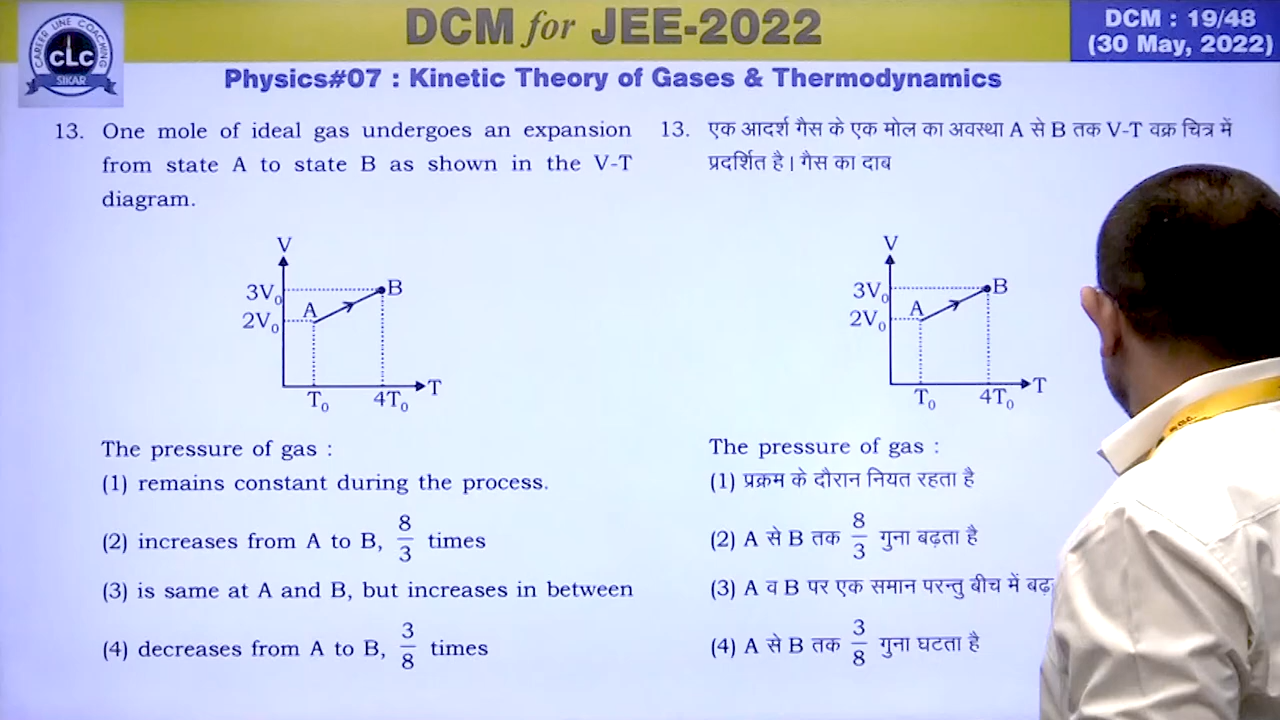 DCM for JEE-2022
DCM : 19/48
(30 May, 2022)
CAREER LINE COACHING
CLC
SIKAR
Physics#07 : Kinetic Theory of Gases & Thermodynamics
13. One mole of ideal gas undergoes an expansion
from state A to state B as shown in the V-T
diagram.
V
3V₀
B
A
2V₀
T
T₀
4T₀
The pressure of gas :
(1) remains constant during the process.
(2) increases from A to B, 8/3 times
(3) is same at A and B, but increases in between
(4) decreases from A to B, 3/8 times
13. एक आदर्श गैस के एक मोल का अवस्था A से B तक V-T वक्र चित्र में
प्रदर्शित है। गैस का दाब
V
3V₀
B
A
2V₀
T
T₀
4T₀
The pressure of gas :
(1) प्रक्रम के दौरान नियत रहता है
(2) A से B तक 8/3 गुना बढ़ता है
(3) A व B पर एक समान परन्तु बीच में
(4) A से B तक 3/8 गुना घटता है